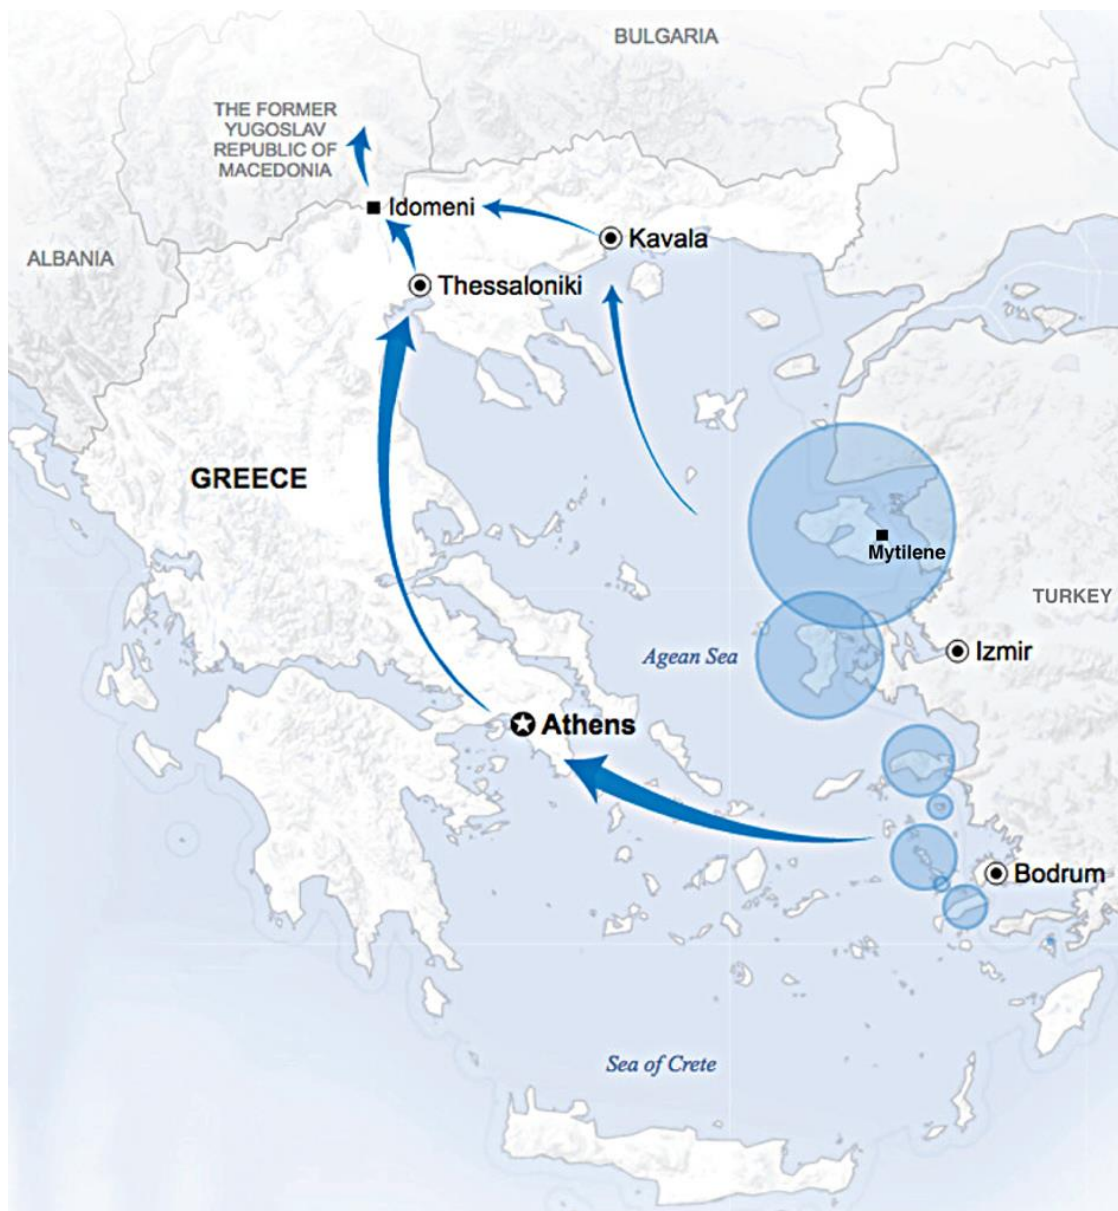 BULGARIA
THE FORMER
YUGOSLAV
REPUBLIC OF
MACEDONIA
Idomeni
Kavala
ALBANIA
Thessaloniki
GREECE
Mytilene
TURKEY
Agean Sea
Izmir
Athens
Bodrum
Sea of Crete